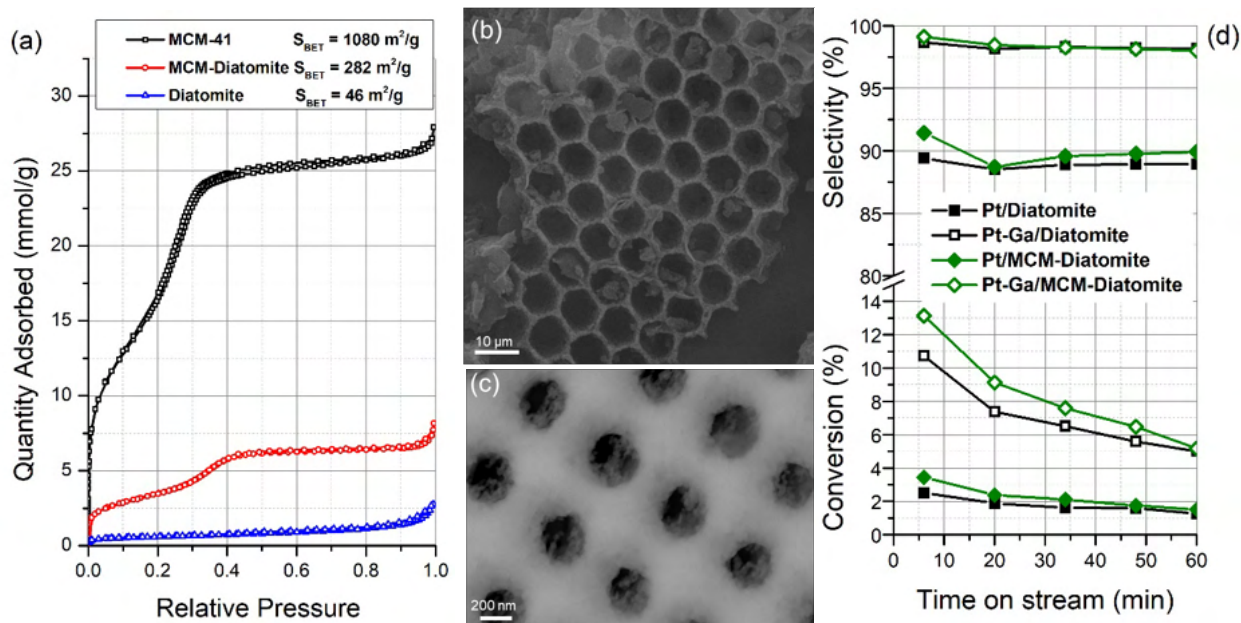 (a)
MCM-41 S_BET = 1080 m²/g
MCM-Diatomite S_BET = 282 m²/g
Diatomite S_BET = 46 m²/g
30
25
20
15
10
5
0
Quantity Adsorbed (mmol/g)
0.0 0.2 0.4 0.6 0.8 1.0
Relative Pressure
(b)
10 µm
(c)
200 nm
(d)
100
95
90
85
80
Selectivity (%)
Pt/Diatomite
Pt-Ga/Diatomite
Pt/MCM-Diatomite
Pt-Ga/MCM-Diatomite
14
12
10
8
6
4
2
0
Conversion (%)
0 10 20 30 40 50 60
Time on stream (min)